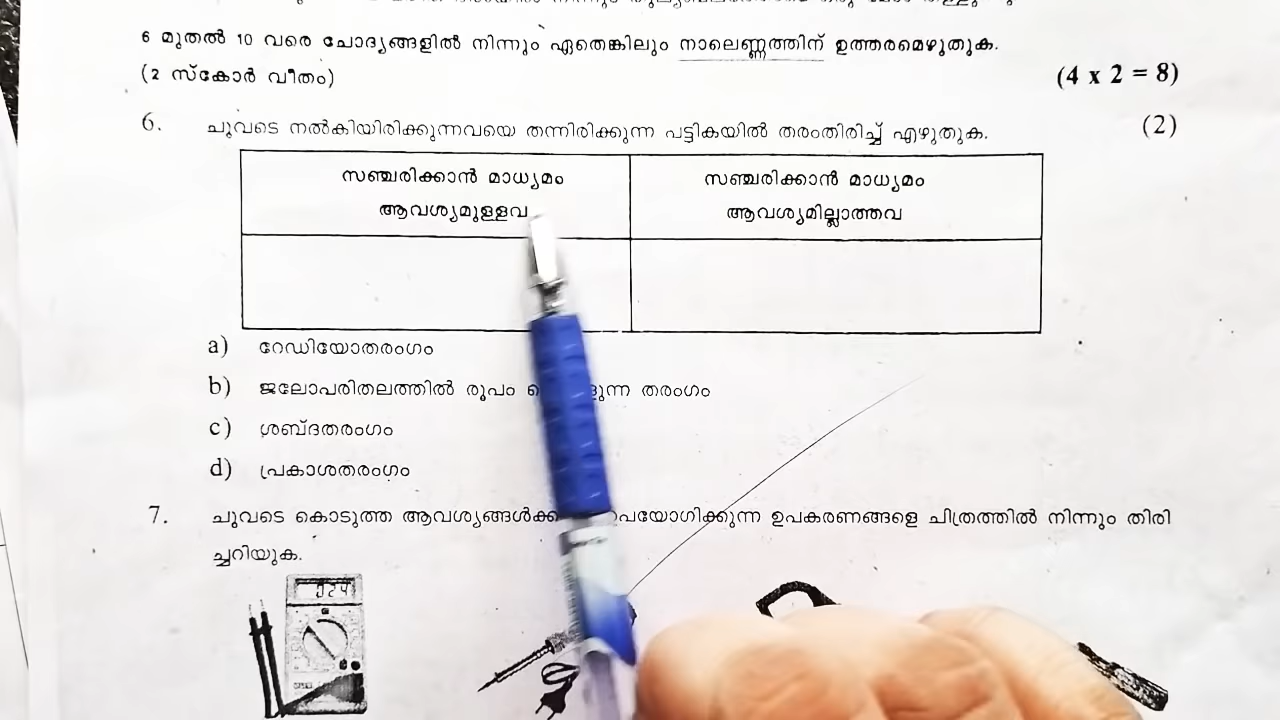 6 മുതൽ 10 വരെ ചോദ്യങ്ങളിൽ നിന്നും ഏതെങ്കിലും നാലെണ്ണത്തിന് ഉത്തരമെഴുതുക.
(2 സ്കോർ വീതം) (4 x 2 = 8)
6. ചുവടെ നൽകിയിരിക്കുന്നവയെ തന്നിരിക്കുന്ന പട്ടികയിൽ തരംതിരിച്ച് എഴുതുക. (2)
സഞ്ചരിക്കാൻ മാധ്യമം
ആവശ്യമുള്ളവ
സഞ്ചരിക്കാൻ മാധ്യമം
ആവശ്യമില്ലാത്തവ
a) റേഡിയോതരംഗം
b) ജലോപരിതലത്തിൽ രൂപം തരംഗം
c) ശബ്ദതരംഗം
d) പ്രകാശതരംഗം
7. ചുവടെ കൊടുത്ത ഉപകരണങ്ങളെ ചിത്രത്തിൽ നിന്നും തിരി
ച്ചറിയുക.